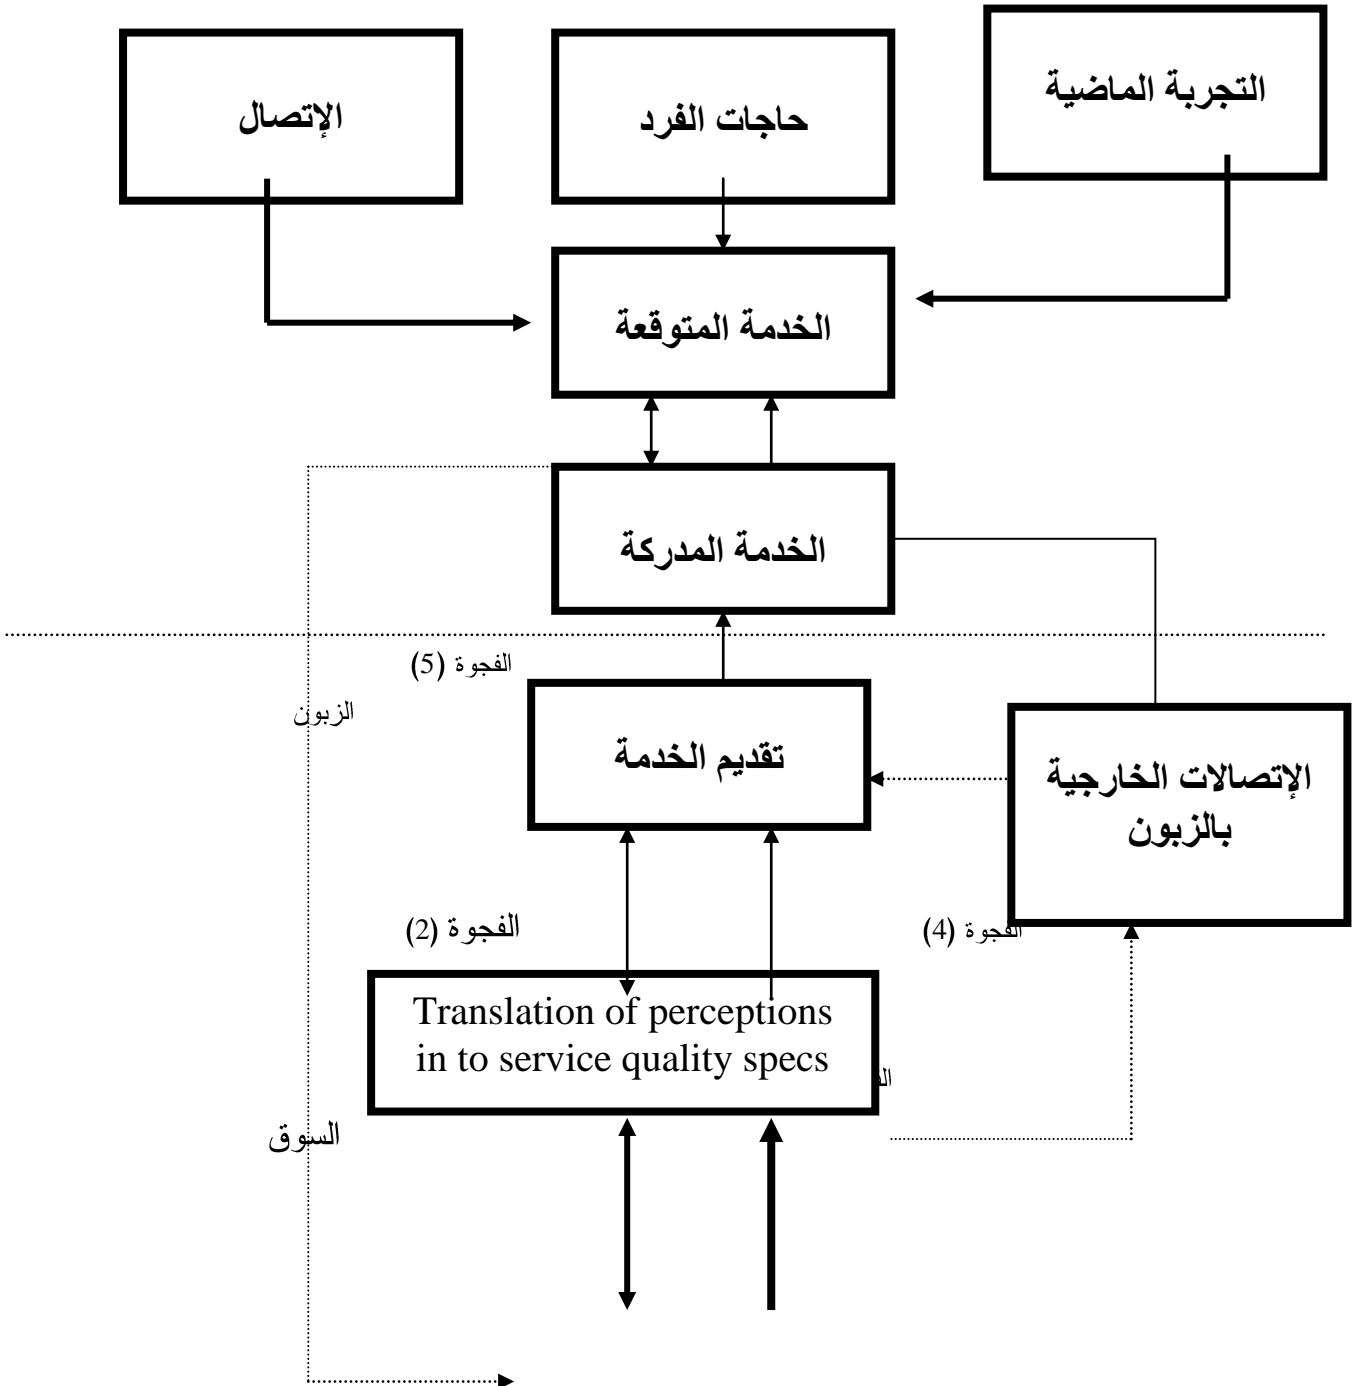 التجربة الماضية
حاجات الفرد
الإتصال
الخدمة المتوقعة
الخدمة المدركة
الفجوة (5)
الزبون
تقديم الخدمة
الإتصالات الخارجية
بالزبون
الفجوة (4)
الفجوة (2)
Translation of perceptions
in to service quality specs
السوق